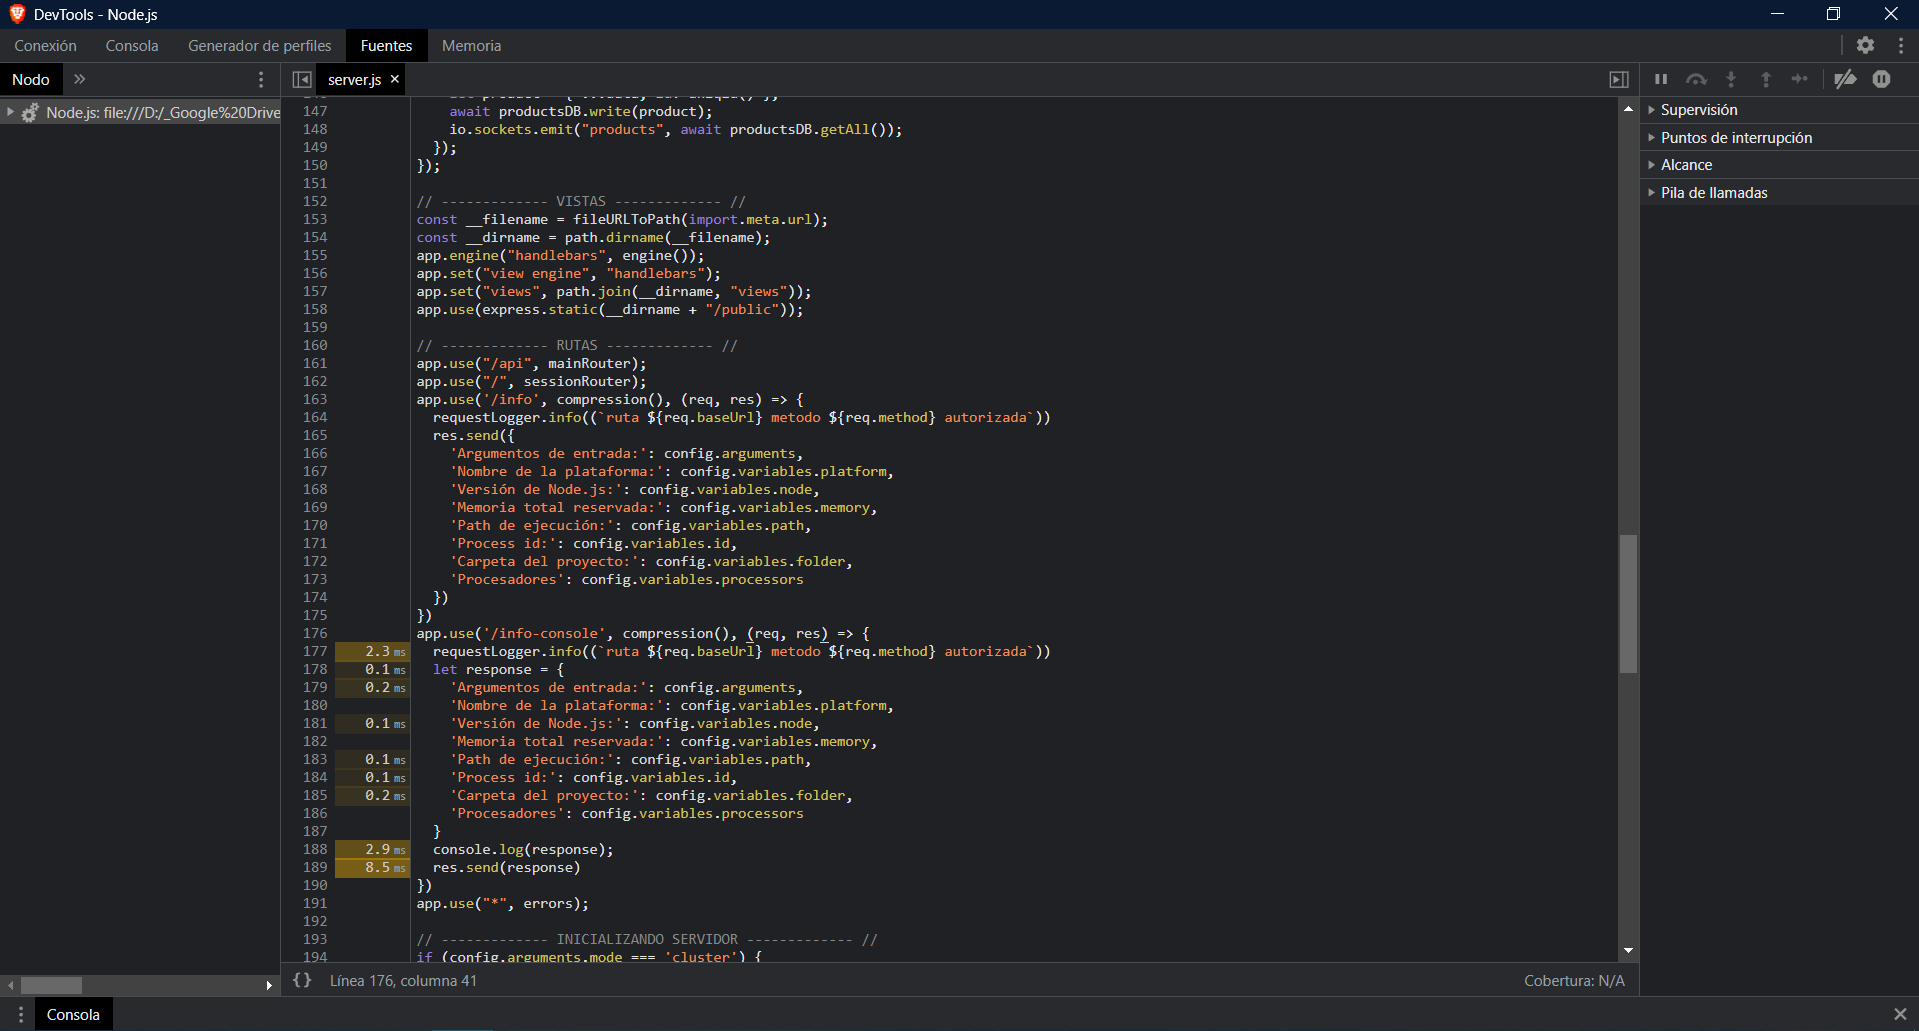 DevTools - Node.js
Conexión Consola Generador de perfiles Fuentes Memoria
Nodo » server.js ×
Node.js: file:///D:/_Google%20Drive
147 await productsDB.write(product);
148 io.sockets.emit("products", await productsDB.getAll());
149 });
150 });
151
152 // ------------- VISTAS ------------- //
153 const __filename = fileURLToPath(import.meta.url);
154 const __dirname = path.dirname(__filename);
155 app.engine("handlebars", engine());
156 app.set("view engine", "handlebars");
157 app.set("views", path.join(__dirname, "views"));
158 app.use(express.static(__dirname + "/public"));
159
160 // ------------- RUTAS ------------- //
161 app.use("/api", mainRouter);
162 app.use("/", sessionRouter);
163 app.use('/info', compression(), (req, res) => {
164 requestLogger.info((`ruta ${req.baseUrl} metodo ${req.method} autorizada`))
165 res.send({
166 'Argumentos de entrada:': config.arguments,
167 'Nombre de la plataforma:': config.variables.platform,
168 'Versión de Node.js:': config.variables.node,
169 'Memoria total reservada:': config.variables.memory,
170 'Path de ejecución:': config.variables.path,
171 'Process id:': config.variables.id,
172 'Carpeta del proyecto:': config.variables.folder,
173 'Procesadores': config.variables.processors
174 })
175 })
176 app.use('/info-console', compression(), (req, res) => {
177 2.3 ms requestLogger.info((`ruta ${req.baseUrl} metodo ${req.method} autorizada`))
178 0.1 ms let response = {
179 0.2 ms 'Argumentos de entrada:': config.arguments,
180 'Nombre de la plataforma:': config.variables.platform,
181 0.1 ms 'Versión de Node.js:': config.variables.node,
182 'Memoria total reservada:': config.variables.memory,
183 0.1 ms 'Path de ejecución:': config.variables.path,
184 0.1 ms 'Process id:': config.variables.id,
185 0.2 ms 'Carpeta del proyecto:': config.variables.folder,
186 'Procesadores': config.variables.processors
187 }
188 2.9 ms console.log(response);
189 8.5 ms res.send(response)
190 })
191 app.use("*", errors);
192
193 // ------------- INICIALIZANDO SERVIDOR ------------- //
194 if (config.arguments.mode === 'cluster') {
Supervisión
Puntos de interrupción
Alcance
Pila de llamadas
{} Línea 176, columna 41 Cobertura: N/A
Consola